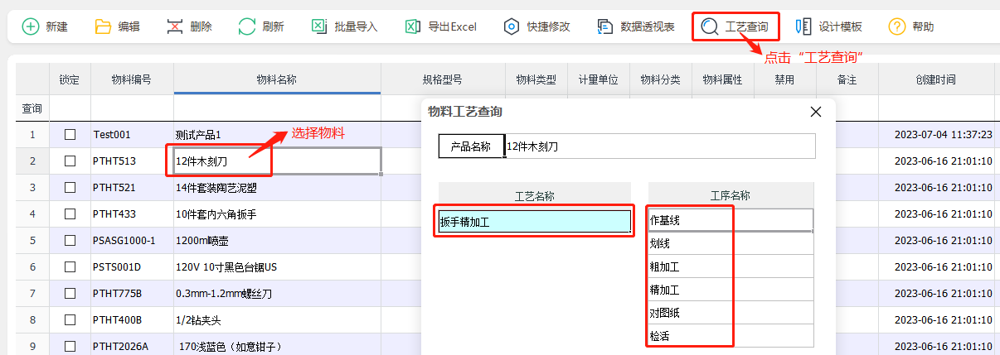 新建 编辑 删除 刷新 批量导入 导出Excel 快捷修改 数据透视表 工艺查询 设计模板 帮助
点击“工艺查询“
锁定 物料编号 物料名称 规格型号 物料类型 计量单位 物料分类 物料属性 禁用 备注 创建时间
查询
物料工艺查询
1 Test001 测试产品1 2023-07-04 11:37:23
选择物料
产品名称 12件木刻刀
2 PTHT513 12件木刻刀 2023-06-16 21:01:10
3 PTHT521 14件套装陶艺泥塑 2023-06-16 21:01:10
工艺名称 工序名称
4 PTHT433 10件套内六角扳手 2023-06-16 21:01:10
扳手精加工 作基线
5 PSASG1000-1 1200ml喷壶 2023-06-16 21:01:10
划线
6 PSTS001D 120V 10寸黑色台锯US 2023-06-16 21:01:10
粗加工
7 PTHT775B 0.3mm-1.2mm螺丝刀 2023-06-16 21:01:10
精加工
8 PTHT400B 1/2钻夹头 2023-06-16 21:01:10
对图纸
9 PTHT2026A 170浅蓝色（如意钳子） 2023-06-16 21:01:10
检活